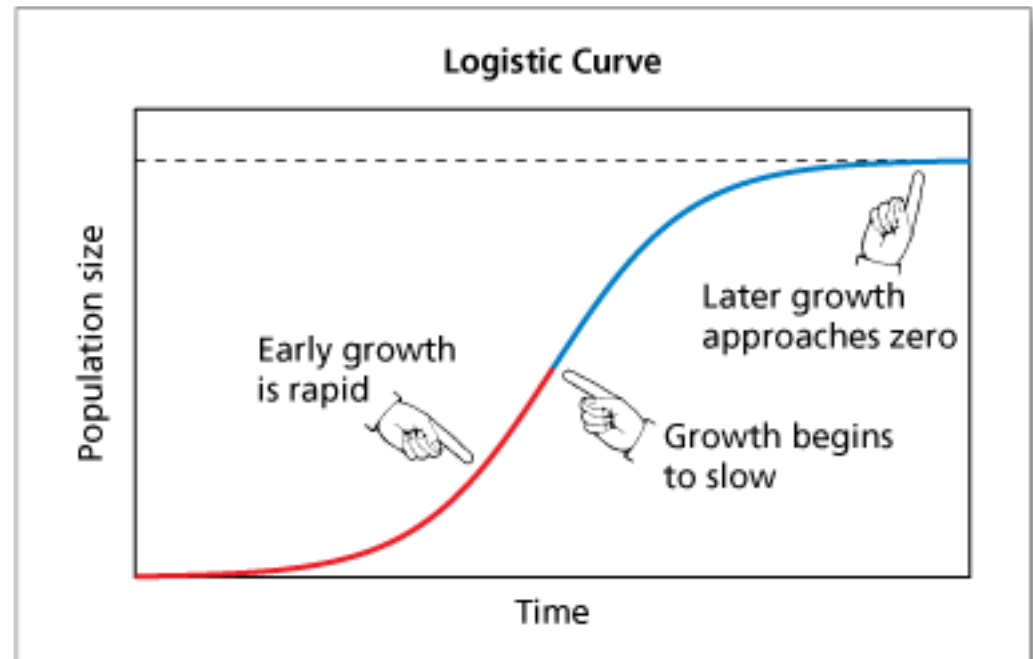 Logistic Curve
Population size
Early growth
is rapid
Later growth
approaches zero
Growth begins
to slow
Time